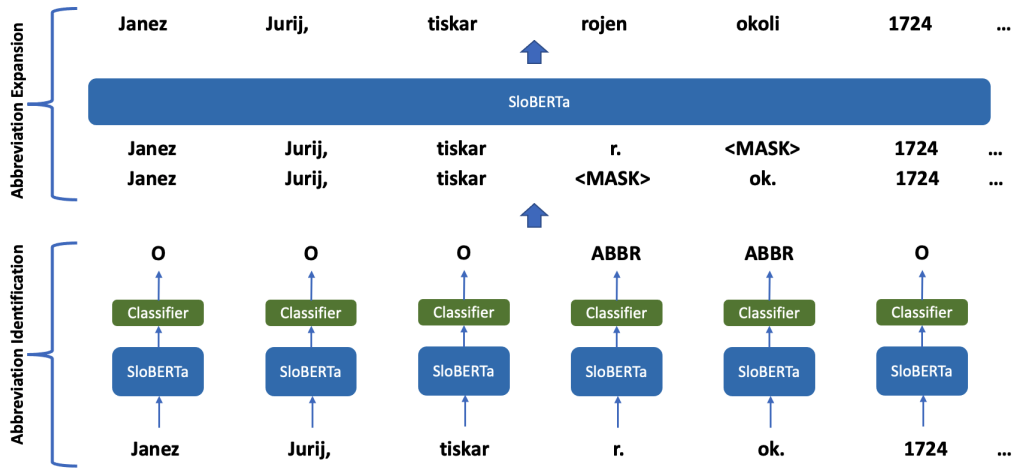 Abbreviation Expansion
Janez Jurij, tiskar rojen okoli 1724 ...
SloBERTa
Janez Jurij, tiskar r. <MASK> 1724 ...
Janez Jurij, tiskar <MASK> ok. 1724 ...
Abbreviation Identification
O O O ABBR ABBR O
Classifier Classifier Classifier Classifier Classifier Classifier
SloBERTa SloBERTa SloBERTa SloBERTa SloBERTa SloBERTa
Janez Jurij, tiskar r. ok. 1724 ...